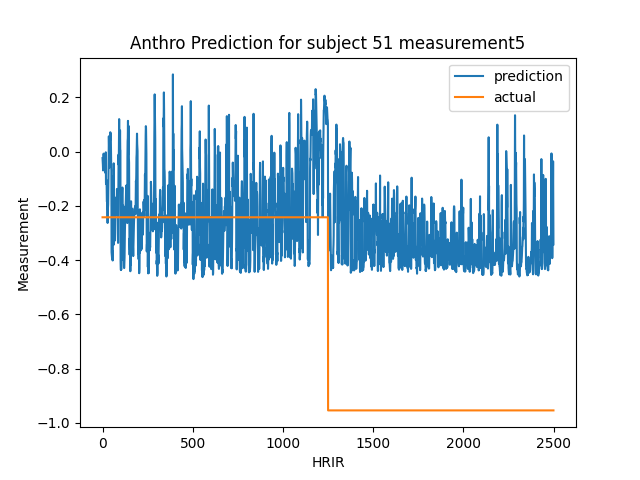 Anthro Prediction for subject 51 measurement5
prediction
actual
Measurement
0.2
0.0
−0.2
−0.4
−0.6
−0.8
−1.0
0 500 1000 1500 2000 2500
HRIR